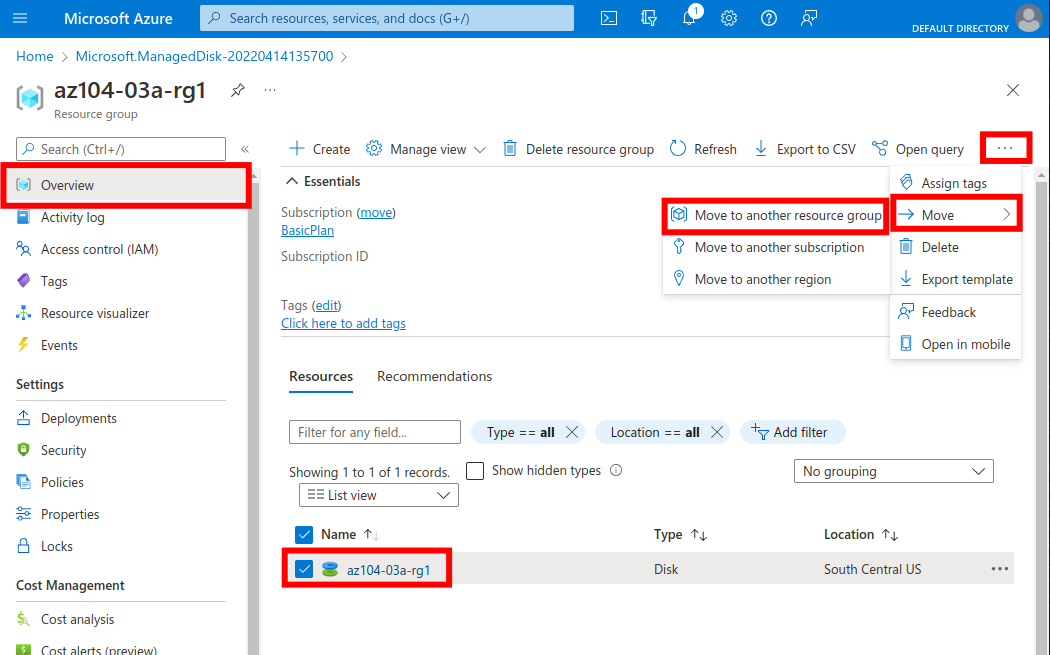 Microsoft Azure
Search resources, services, and docs (G+/)
1
DEFAULT DIRECTORY
Home > Microsoft.ManagedDisk-20220414135700 >
az104-03a-rg1 ...
Resource group
Search (Ctrl+/)
«
Overview
Activity log
Access control (IAM)
Tags
Resource visualizer
Events
Settings
Deployments
Security
Policies
Properties
Locks
Cost Management
Cost analysis
Cost alerts (preview)
Create Manage view Delete resource group Refresh Export to CSV Open query ...
Assign tags
Move >
Delete
Export template
Feedback
Open in mobile
Move to another resource group
Move to another subscription
Move to another region
Essentials
Subscription (move)
BasicPlan
Subscription ID
Tags (edit)
Click here to add tags
Resources Recommendations
Filter for any field... Type == all Location == all Add filter
Showing 1 to 1 of 1 records. Show hidden types No grouping
List view
Name ↑↓ Type ↑↓ Location ↑↓
az104-03a-rg1 Disk South Central US ...